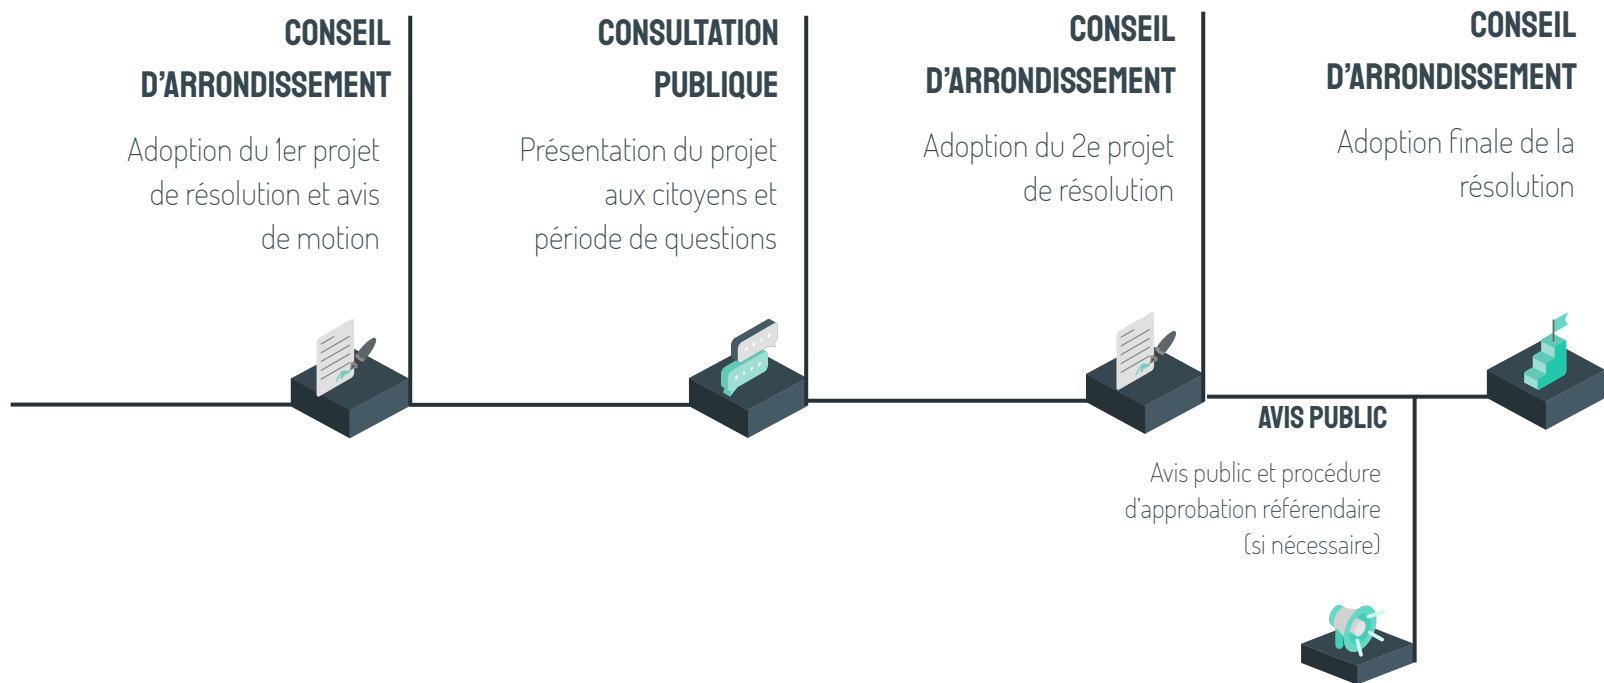 CONSEIL
D'ARRONDISSEMENT
Adoption du 1er projet
de résolution et avis
de motion
CONSULTATION
PUBLIQUE
Présentation du projet
aux citoyens et
période de questions
CONSEIL
D'ARRONDISSEMENT
Adoption du 2e projet
de résolution
AVIS PUBLIC
Avis public et procédure
d'approbation référendaire
(si nécessaire)
CONSEIL
D'ARRONDISSEMENT
Adoption finale de la
résolution